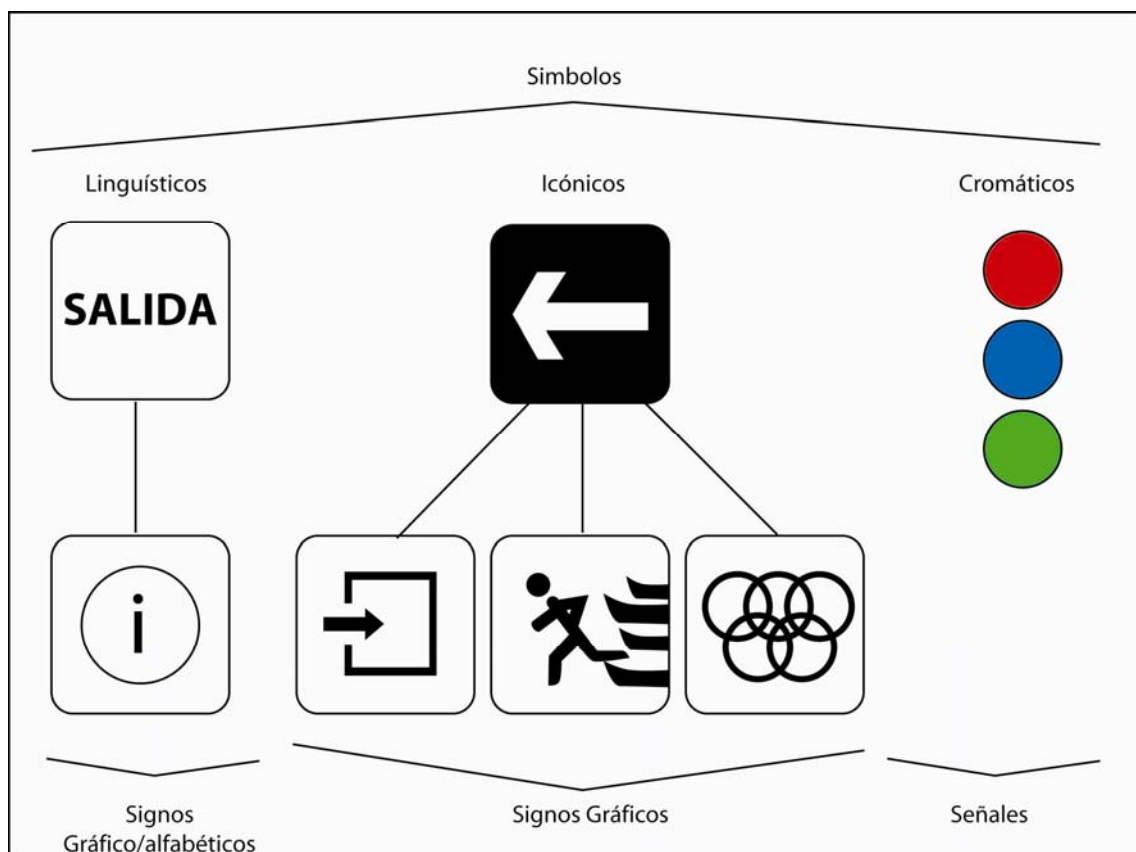 Simbolos
Linguísticos
Icónicos
Cromáticos
SALIDA
i
Signos
Gráfico/alfabéticos
Signos Gráficos
Señales